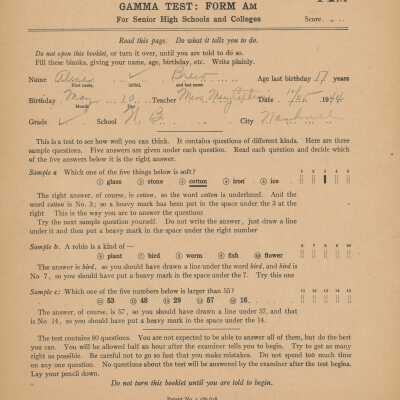 GAMMA TEST: FORM AM
For Senior High Schools and Colleges
Score
Read this page. Do what it tells you to do.
Do not open this booklet, or turn it over, until you are told to do so.
Fill these blanks, giving your name, age, birthday, etc. Write plainly.
Name Age last birthday 17 years
First name, Initial, and last name
Birthday May 10 Teacher Date 1944
Month Day
Grade School City
This is a test to see how well you can think. It contains questions of different kinds. Here are three
sample questions. Five answers are given under each question. Read each question and decide which
of the five answers below it is the right answer.
Sample a Which one of the five things below is soft? 1 2 3 4 5
1 glass 2 stone 3 cotton 4 iron 5 ice
The right answer, of course, is cotton, so the word cotton is underlined. And the
word cotton is No. 3; so a heavy mark has been put in the space under the 3 at the
right This is the way you are to answer the questions
Try the next sample question yourself. Do not write the answer, just draw a line
under it and then put a heavy mark in the space under the right number
Sample b. A robin is a kind of — 6 7 8 9 10
6 plant 7 bird 8 worm 9 fish 10 flower
The answer is bird, so you should have drawn a line under the word bird, and bird is
No 7, so you should have put a heavy mark in the space under the 7. Try this one
Sample c: Which one of the five numbers below is larger than 55? 11 12 13 14 15
11 53 12 48 13 29 14 57 15 16
The answer, of course, is 57, so you should have drawn a line under 57, and that
is No 14, so you should have put a heavy mark in the space under the 14.
The test contains 80 questions. You are not expected to be able to answer all of them, but do the best
you can. You will be allowed half an hour after the examiner tells you to begin. Try to get as many
right as possible. Be careful not to go so fast that you make mistakes. Do not spend too much time
on any one question. No questions about the test will be answered by the examiner after the test begins.
Lay your pencil down.
Do not turn this booklet until you are told to begin.